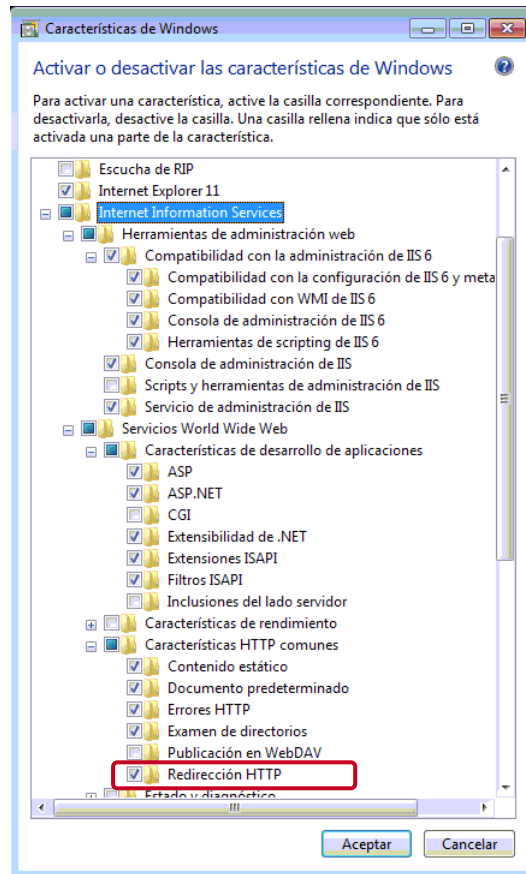 Características de Windows
Activar o desactivar las características de Windows
Para activar una característica, active la casilla correspondiente. Para
desactivarla, desactive la casilla. Una casilla rellena indica que sólo está
activada una parte de la característica.
Escucha de RIP
Internet Explorer 11
Internet Information Services
Herramientas de administración web
Compatibilidad con la administración de IIS 6
Compatibilidad con la configuración de IIS 6 y meta
Compatibilidad con WMI de IIS 6
Consola de administración de IIS 6
Herramientas de scripting de IIS 6
Consola de administración de IIS
Scripts y herramientas de administración de IIS
Servicio de administración de IIS
Servicios World Wide Web
Características de desarrollo de aplicaciones
ASP
ASP.NET
CGI
Extensibilidad de .NET
Extensiones ISAPI
Filtros ISAPI
Inclusiones del lado servidor
Características de rendimiento
Características HTTP comunes
Contenido estático
Documento predeterminado
Errores HTTP
Examen de directorios
Publicación en WebDAV
Redirección HTTP
Estado y diagnóstico
Aceptar Cancelar